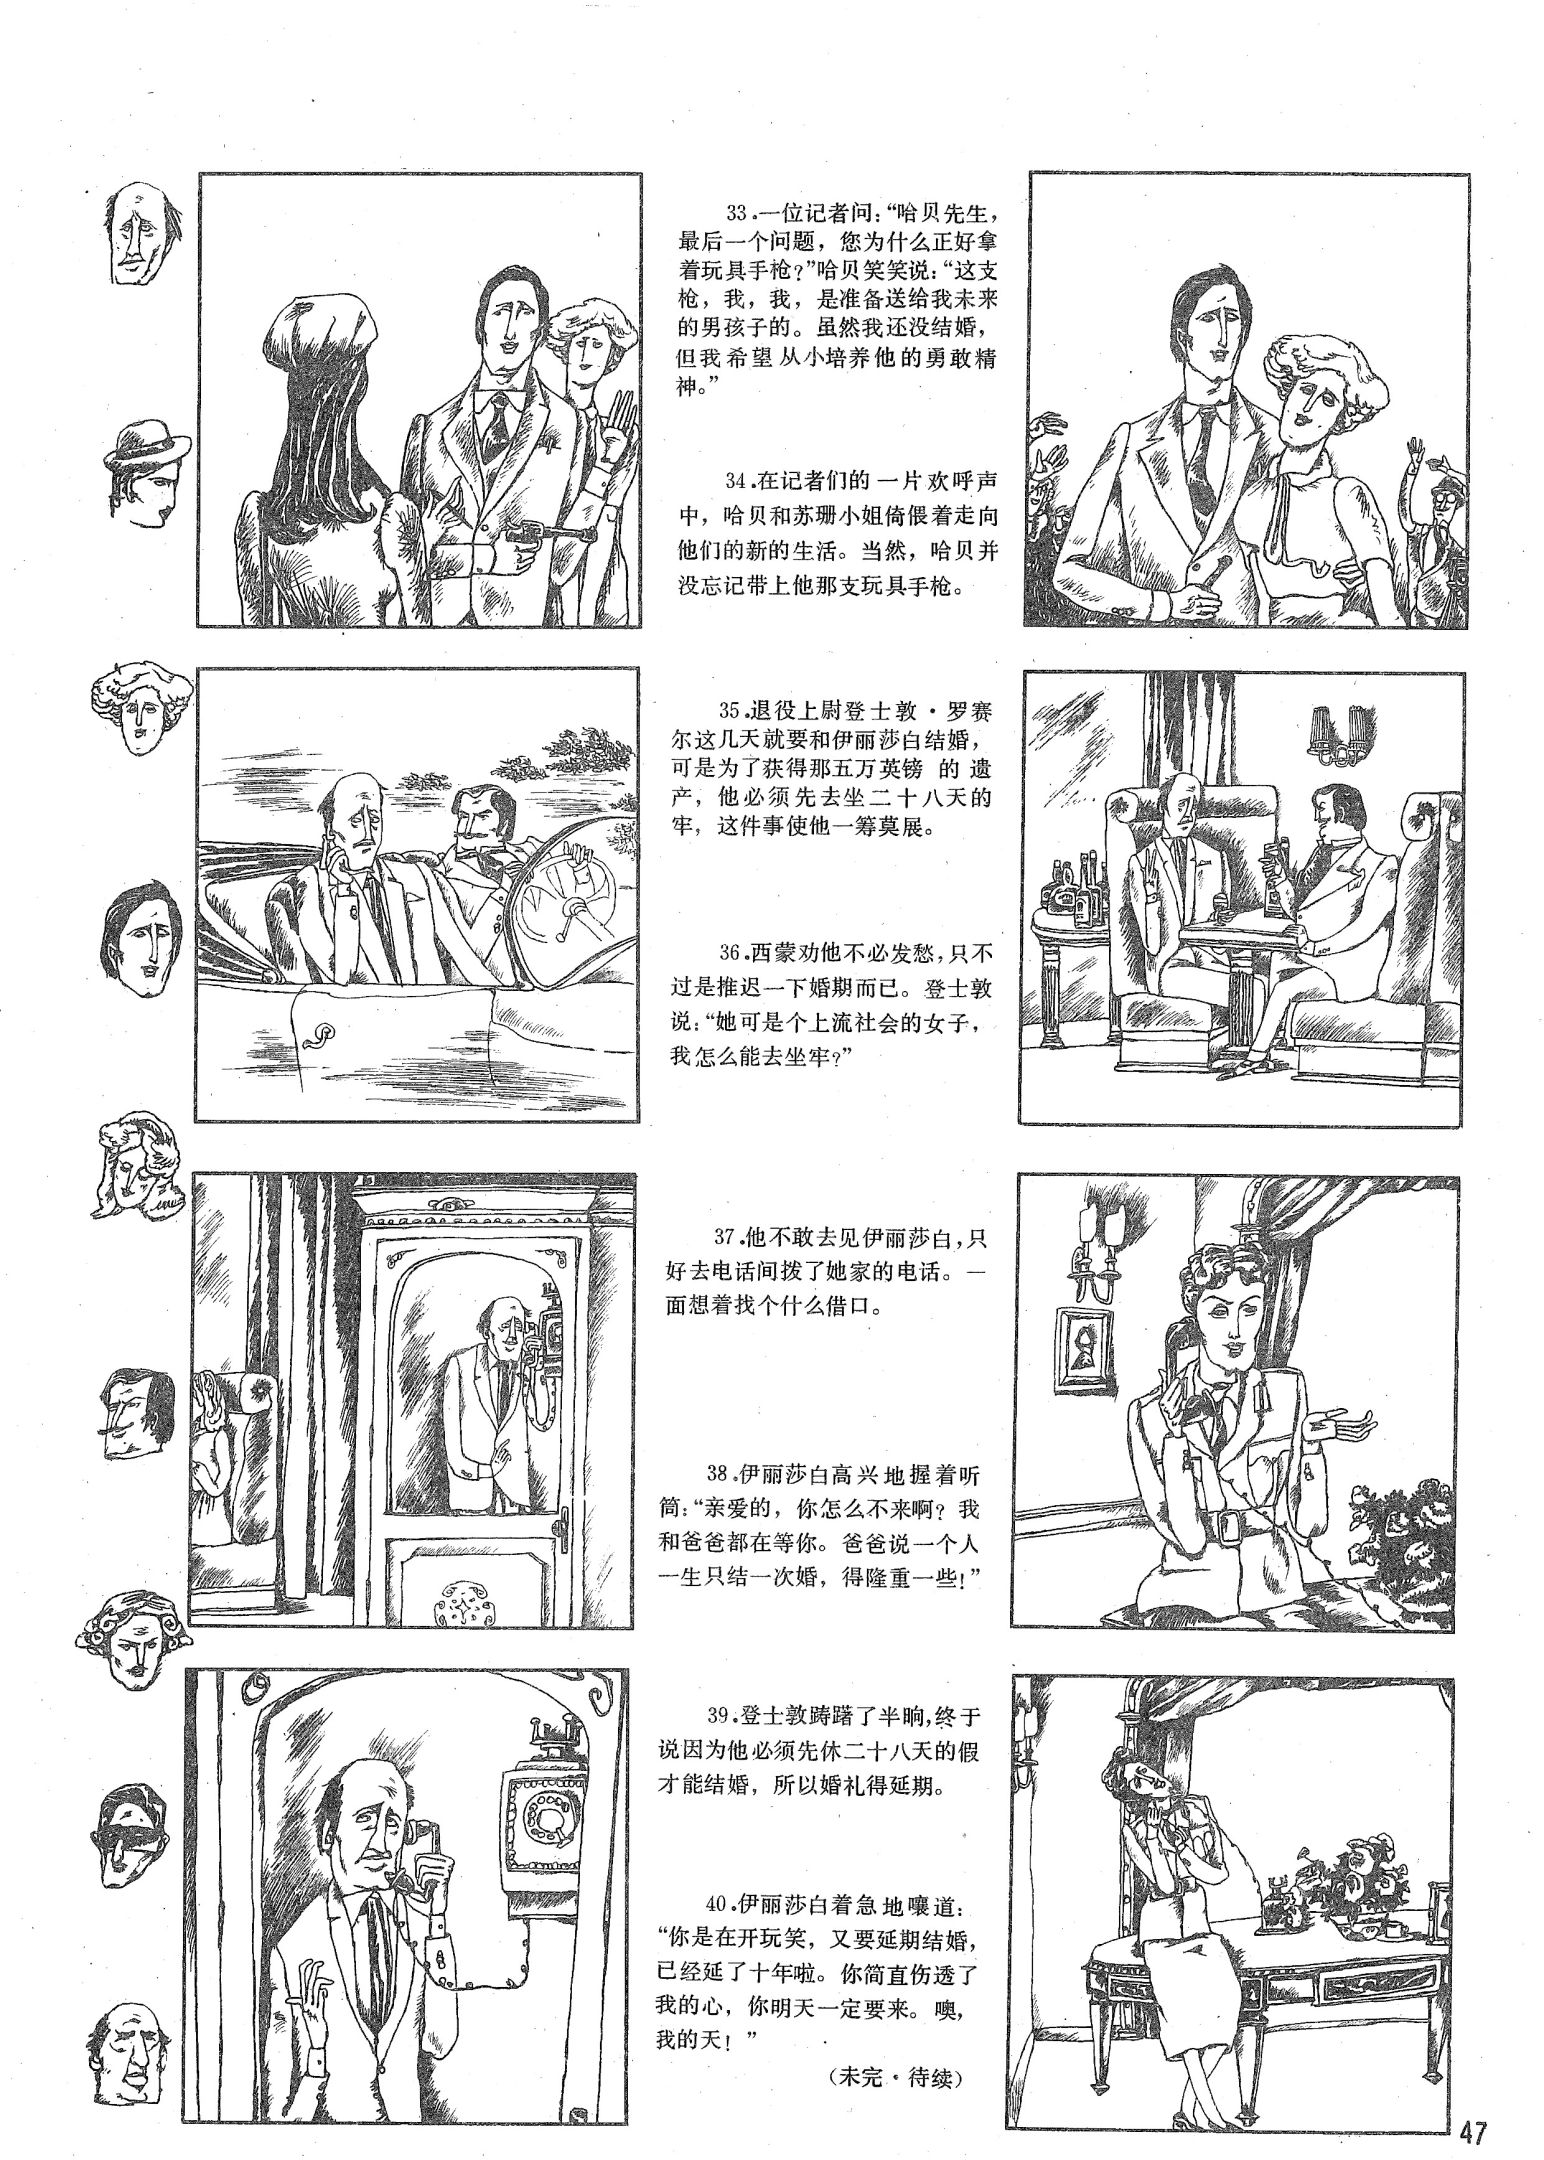 33.一位记者问:“哈贝先生，
最后一个问题，您为什么正好拿
着玩具手枪?”哈贝笑笑说:“这支
枪，我，我，是准备送给我未来
的男孩子的。虽然我还没结婚，
但我希望从小培养他的勇敢精
神。”
34.在记者们的一片欢呼声
中，哈贝和苏珊小姐倚偎着走向
他们的新的生活。当然，哈贝并
没忘记带上他那支玩具手枪。
35.退役上尉登士敦·罗赛
尔这几天就要和伊丽莎白结婚，
可是为了获得那五万英镑的遗
产，他必须先去坐二十八天的
牢，这件事使他一筹莫展。
36.西蒙劝他不必发愁，只不
过是推迟一下婚期而已。登士敦
说:“她可是个上流社会的女子，
我怎么能去坐牢?”
37.他不敢去见伊丽莎白，只
好去电话间拨了她家的电话。一
面想着找个什么借口。
38.伊丽莎白高兴地握着听
筒:“亲爱的，你怎么不来啊? 我
和爸爸都在等你。爸爸说一个人
一生只结一次婚，得隆重一些!”
39.登士敦踌躇了半晌，终于
说因为他必须先休二十八天的假
才能结婚，所以婚礼得延期。
40.伊丽莎白着急地嚷道:
“你是在开玩笑，又要延期结婚，
已经延了十年啦。你简直伤透了
我的心，你明天一定要来。噢，
我的天! ”
(未完·待续)
47